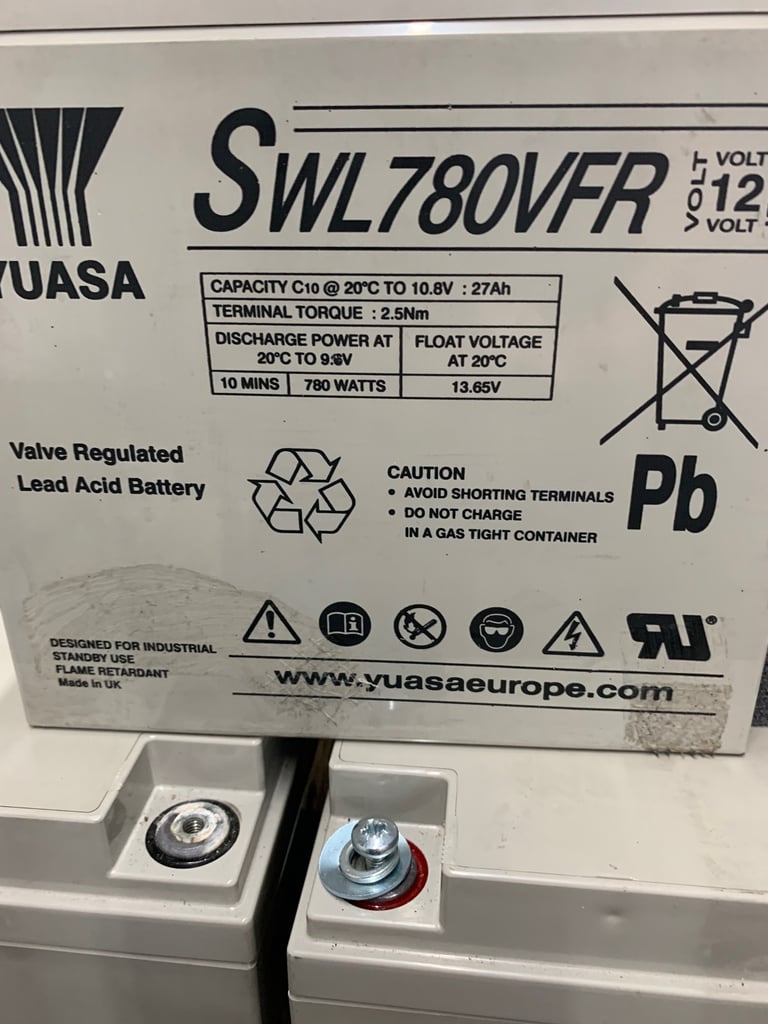 SWL780VFR
VOLT
VOLT
12
VOLT
YUASA
CAPACITY C10 @ 20°C TO 10.8V : 27Ah
TERMINAL TORQUE : 2.5Nm
DISCHARGE POWER AT
20°C TO 9.6V
FLOAT VOLTAGE
AT 20°C
10 MINS
780 WATTS
13.65V
Valve Regulated
Lead Acid Battery
CAUTION
• AVOID SHORTING TERMINALS
• DO NOT CHARGE
IN A GAS TIGHT CONTAINER
Pb
DESIGNED FOR INDUSTRIAL
STANDBY USE
FLAME RETARDANT
Made in UK
www.yuasaeurope.com